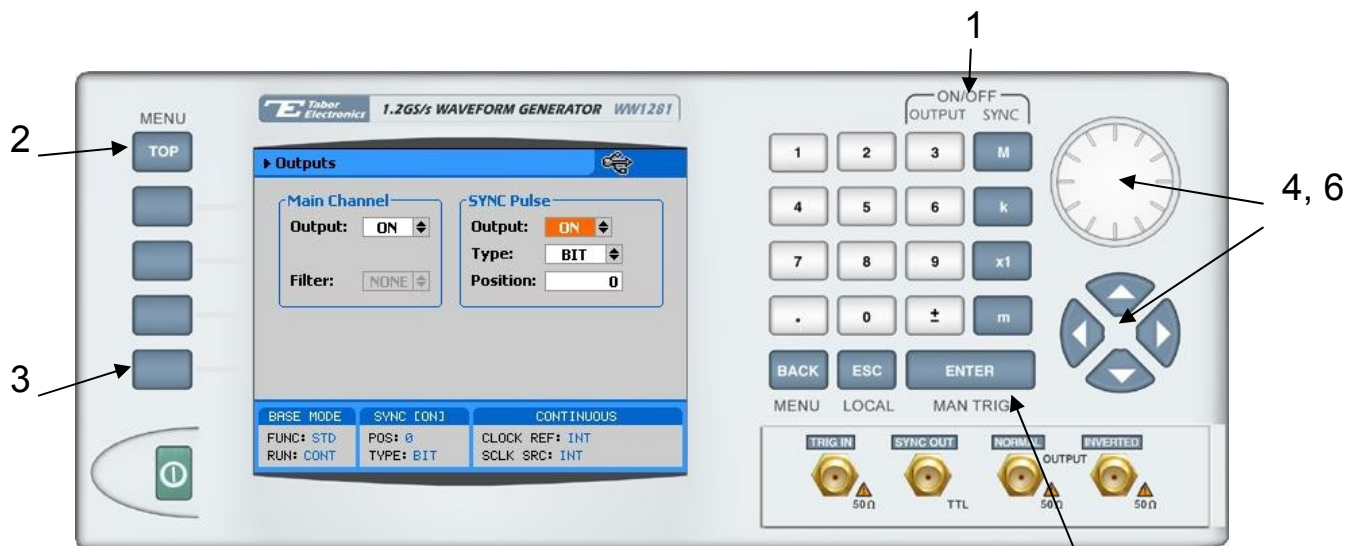 1
ON/OFF
OUTPUT SYNC
MENU
Tabor Electronics 1.2GS/s WAVEFORM GENERATOR WW1281
2
TOP
Outputs
1 2 3 M
4, 6
Main Channel
SYNC Pulse
Output: ON
Output: ON
4 5 6 k
Type: BIT
Filter: NONE
Position: 0
7 8 9 x1
. 0 ± m
3
BACK ESC ENTER
MENU LOCAL MAN TRIG
BASE MODE SYNC [ON] CONTINUOUS
FUNC: STD POS: 0 CLOCK REF: INT
RUN: CONT TYPE: BIT SCLK SRC: INT
TRIG IN SYNC OUT NORMAL INVERTED
OUTPUT
50Ω TTL 50Ω 50Ω